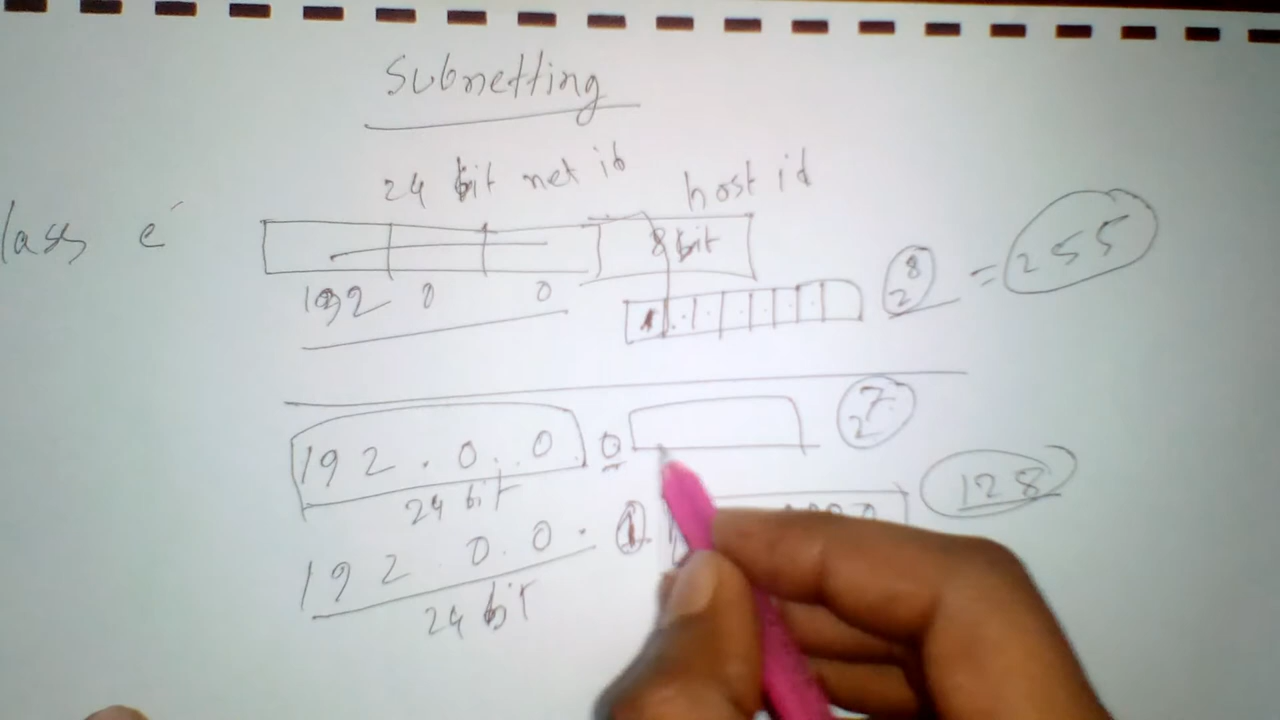 Subnetting
24 bit net id host id
lass c
8 bit
192 0 0
2^8 = 255
1
192.0.0. 0 2^7
24 bit
128
192 0.0. 1
24 bit